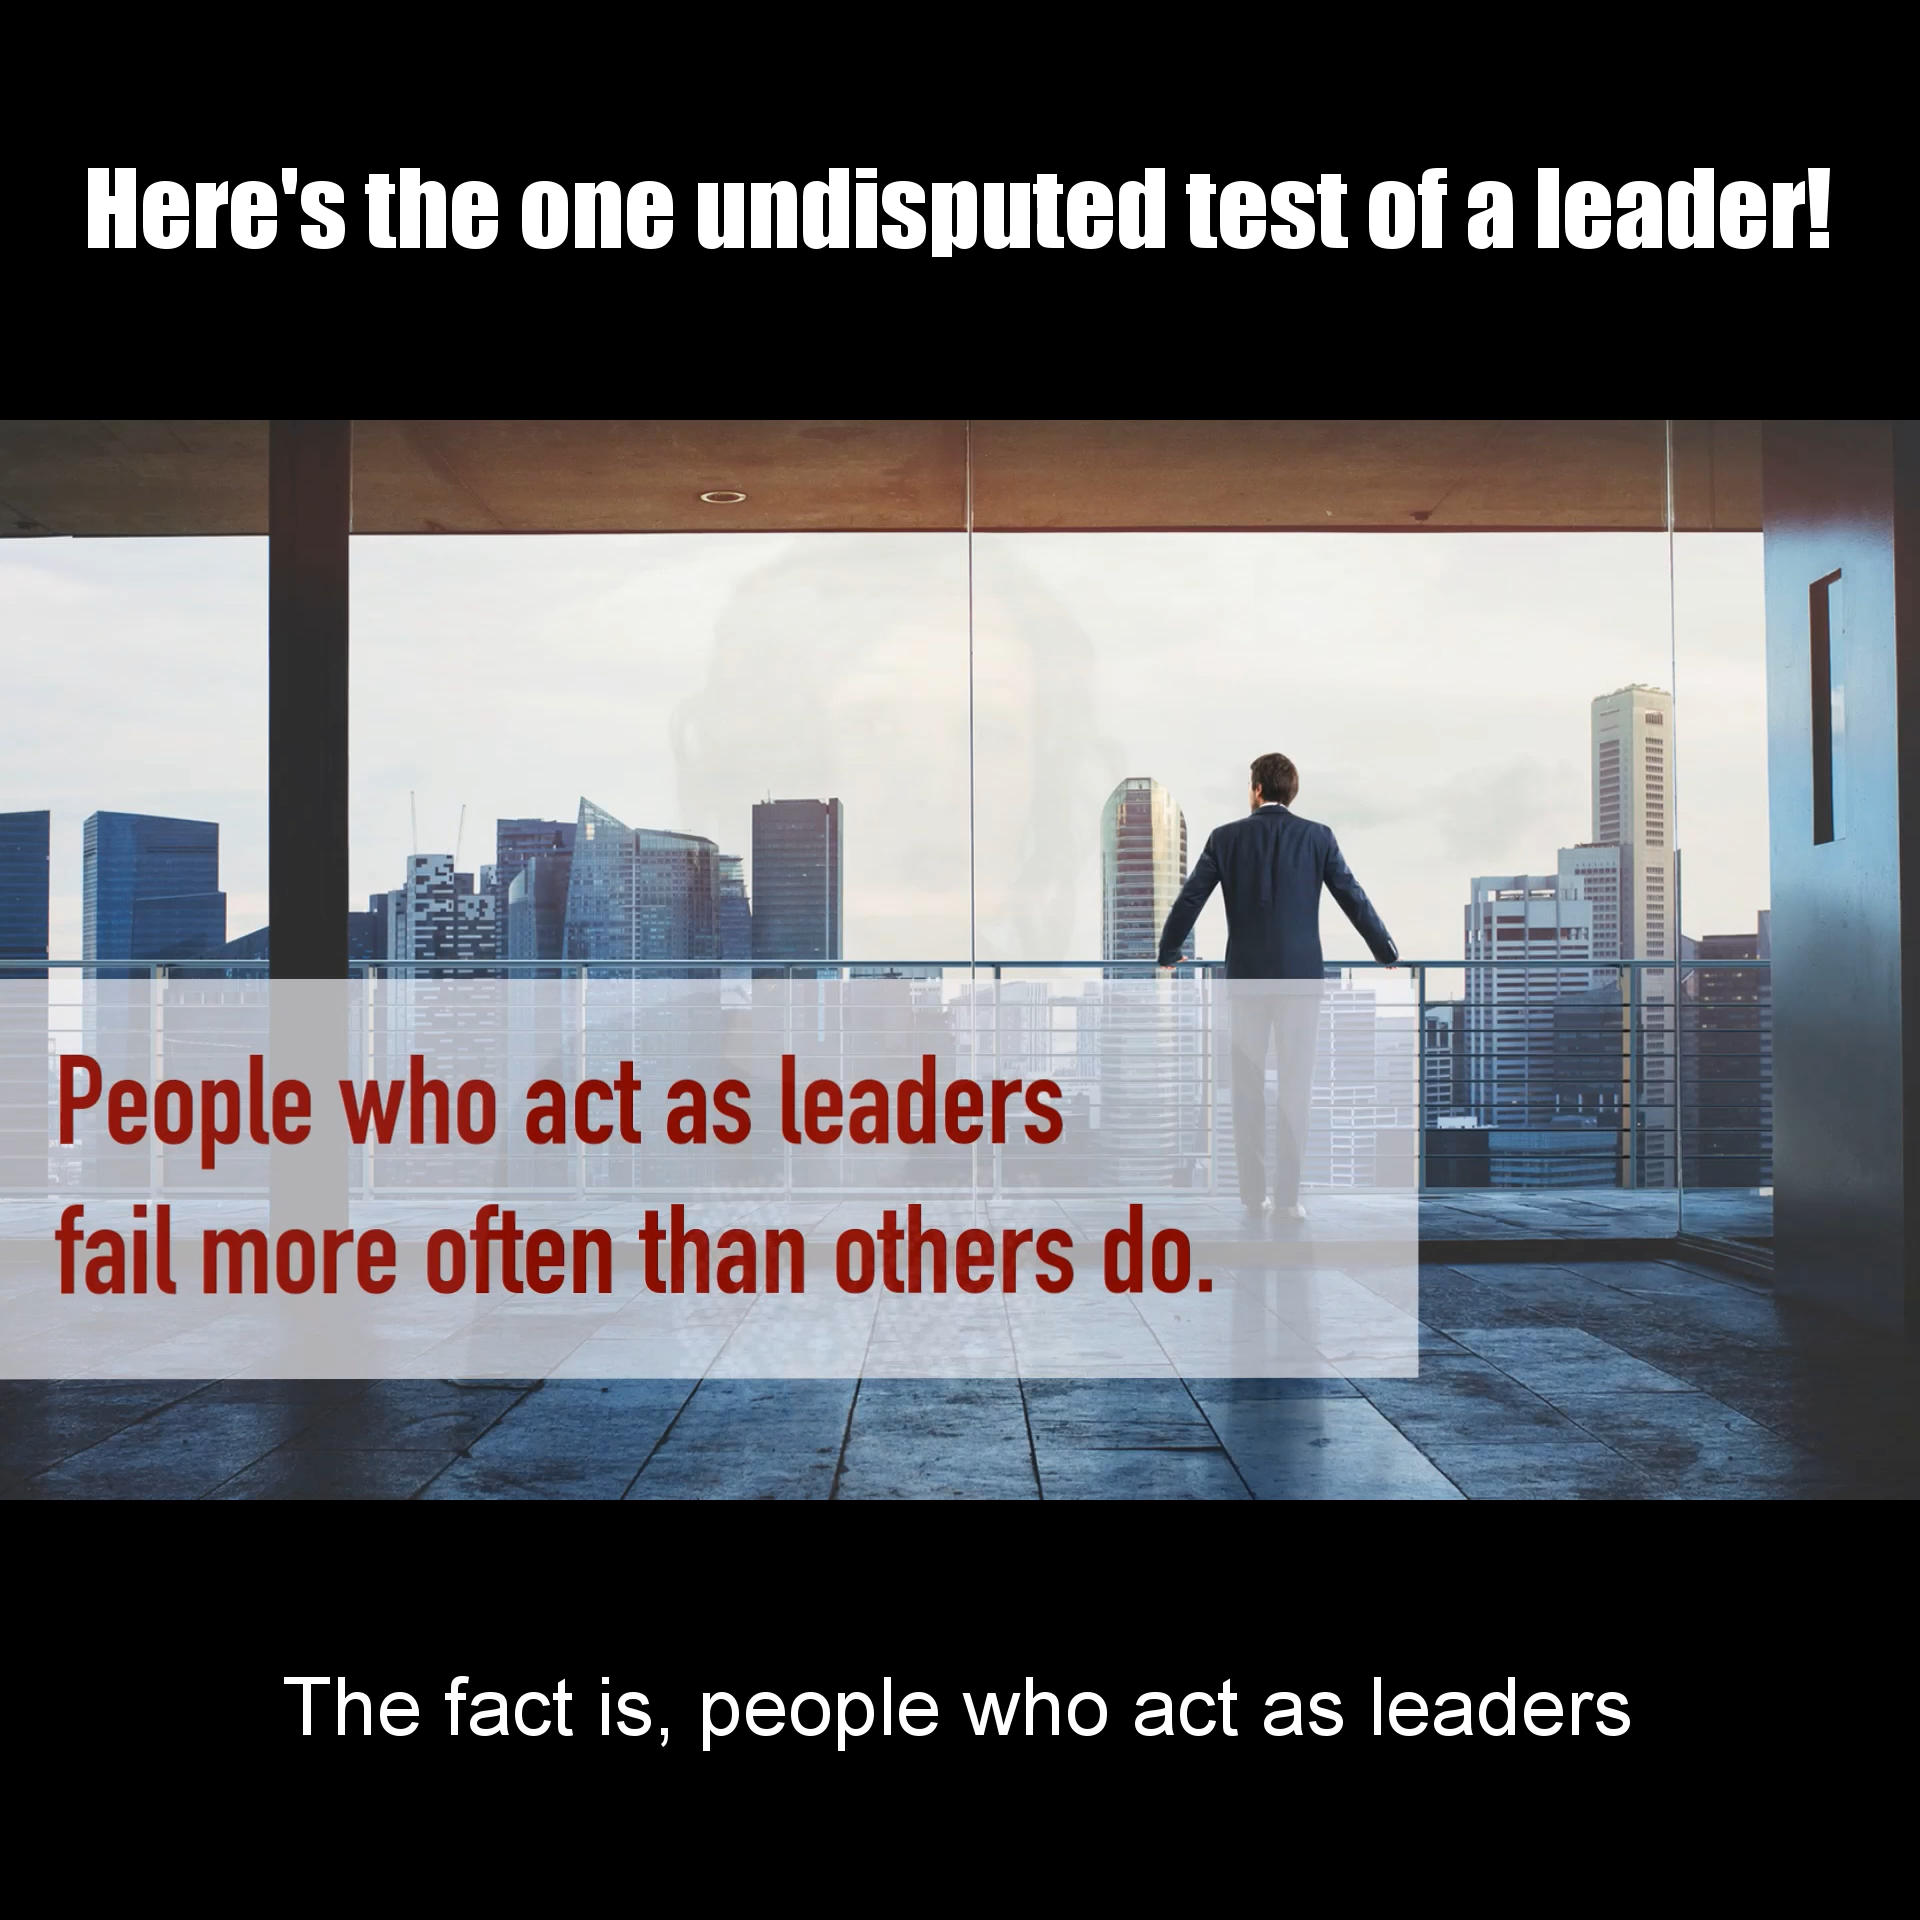 Here's the one undisputed test of a leader!
People who act as leaders
fail more often than others do.
The fact is, people who act as leaders